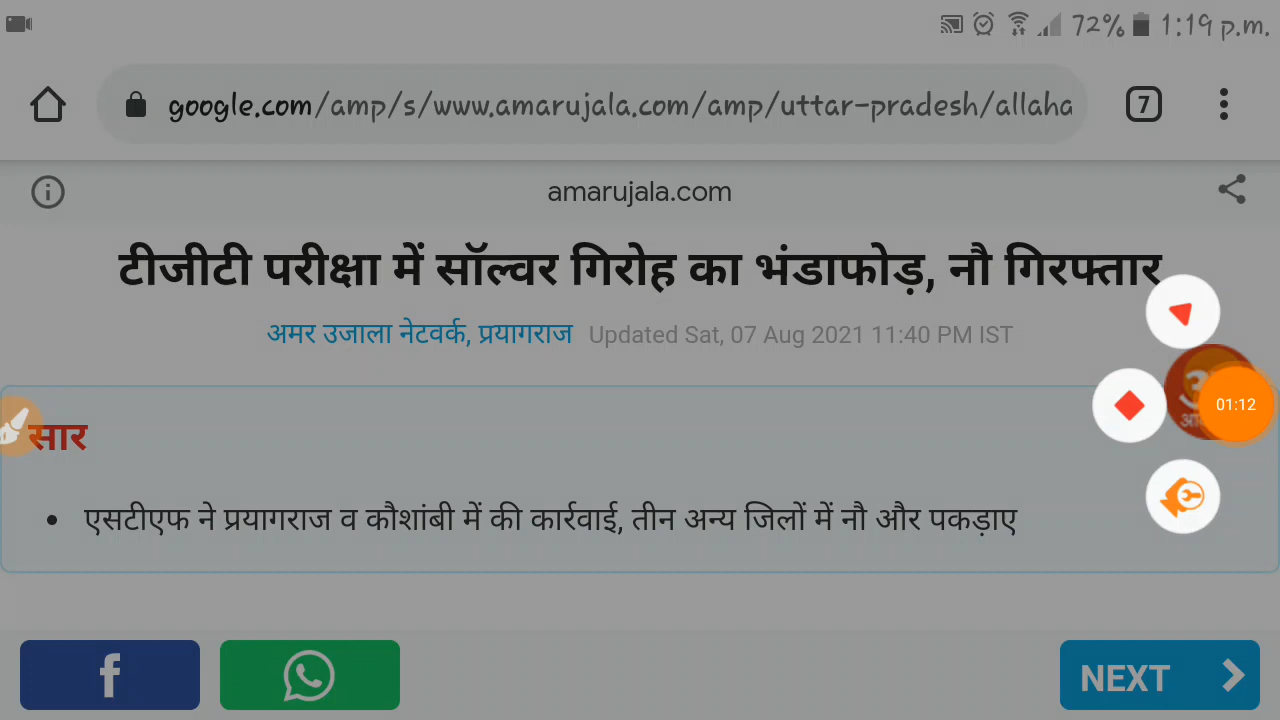 72% 1:19 p.m.
google.com/amp/s/www.amarujala.com/amp/uttar-pradesh/allaha
7
amarujala.com
टीजीटी परीक्षा में सॉल्वर गिरोह का भंडाफोड़, नौ गिरफ्तार
अमर उजाला नेटवर्क, प्रयागराज Updated Sat, 07 Aug 2021 11:40 PM IST
01:12
सार
• एसटीएफ ने प्रयागराज व कौशांबी में की कार्रवाई, तीन अन्य जिलों में नौ और पकड़ाए
NEXT